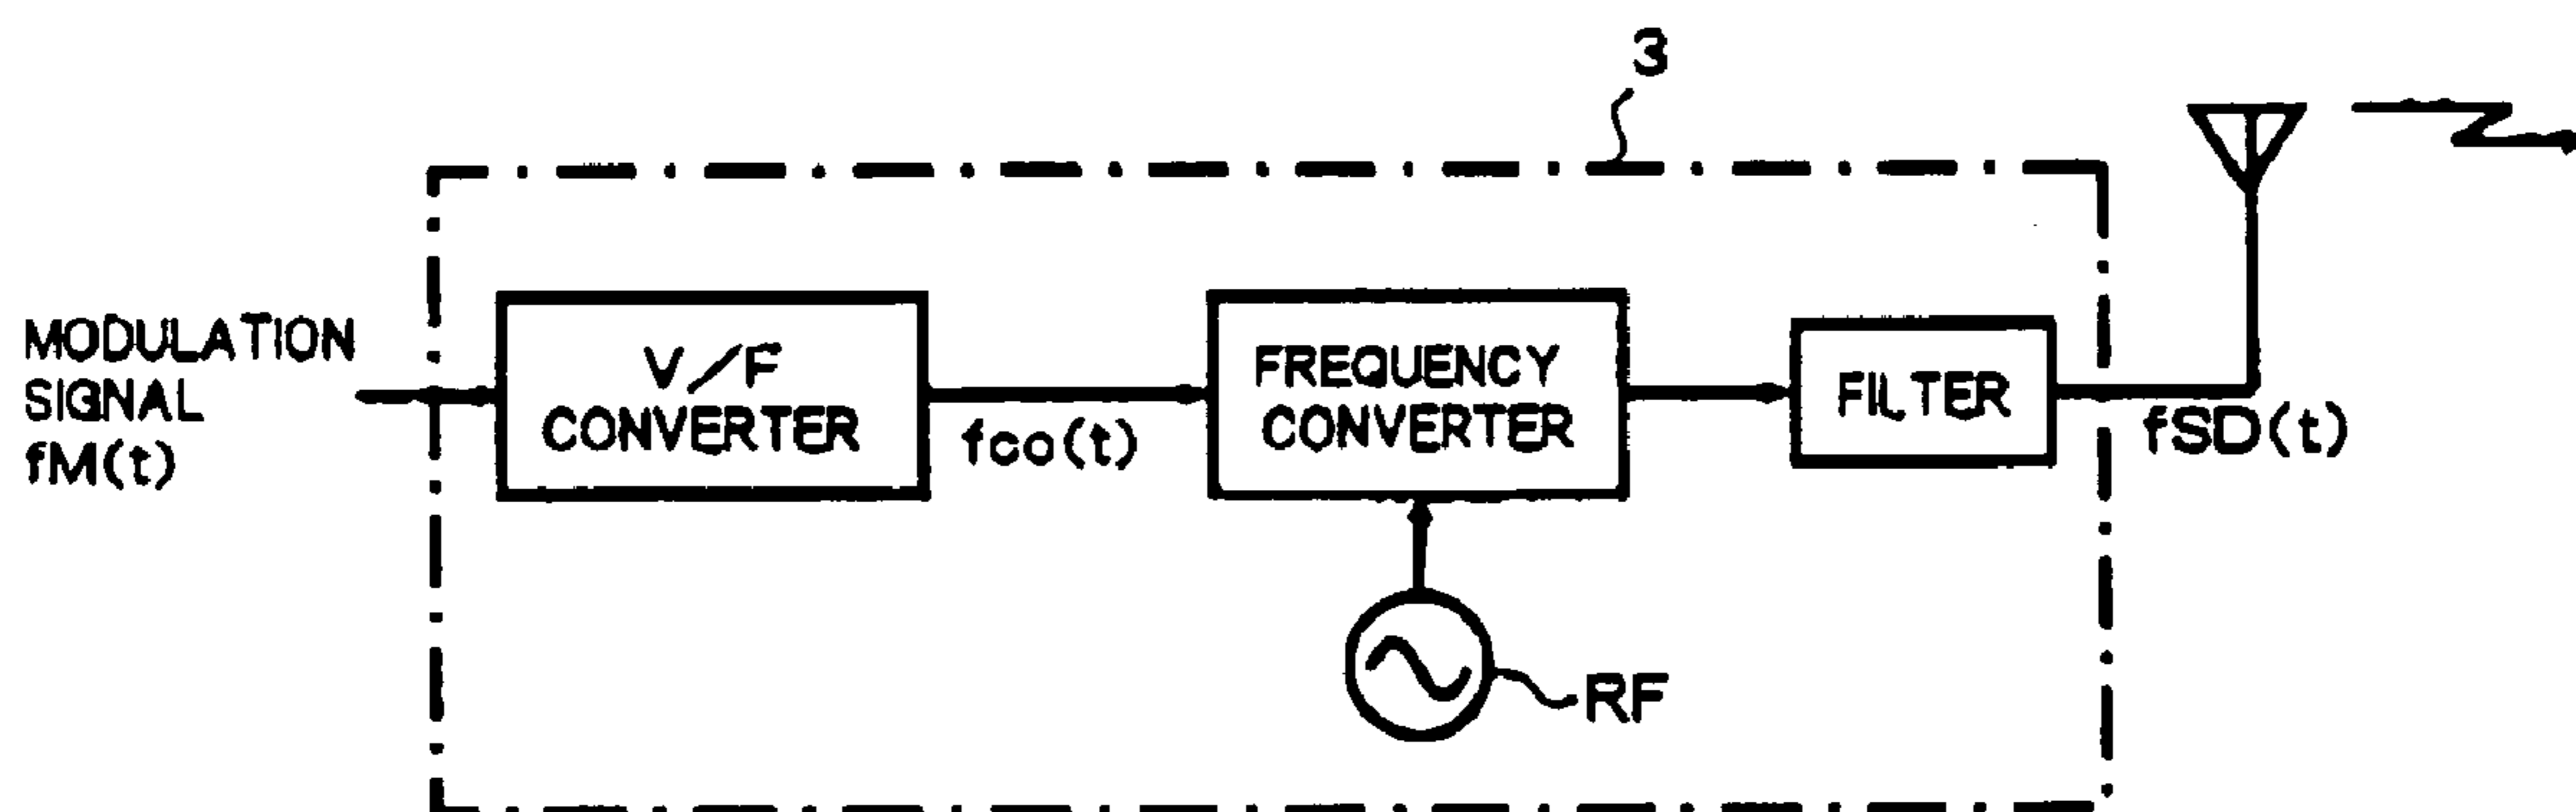 3
MODULATION
SIGNAL
fM(t)
V/F
CONVERTER
fco(t)
FREQUENCY
CONVERTER
FILTER
fSD(t)
RF